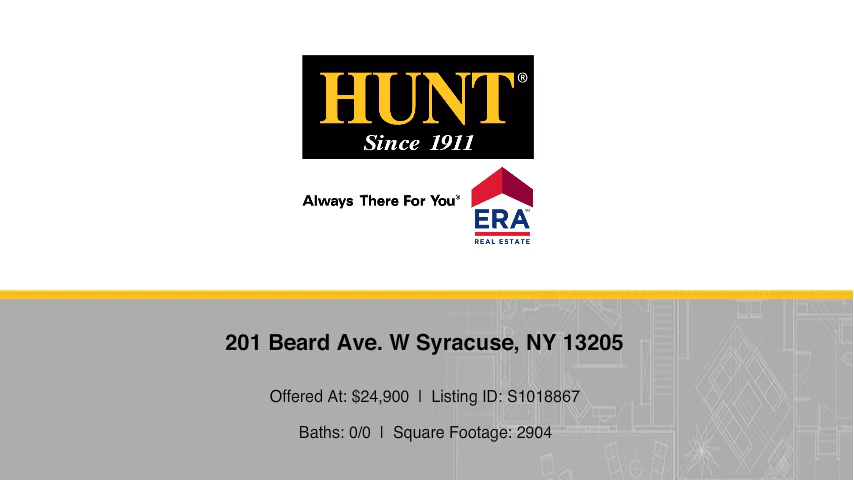 HUNT®
Since 1911
Always There For You®
ERA™
REAL ESTATE
201 Beard Ave. W Syracuse, NY 13205
Offered At: $24,900 | Listing ID: S1018867
Baths: 0/0 | Square Footage: 2904